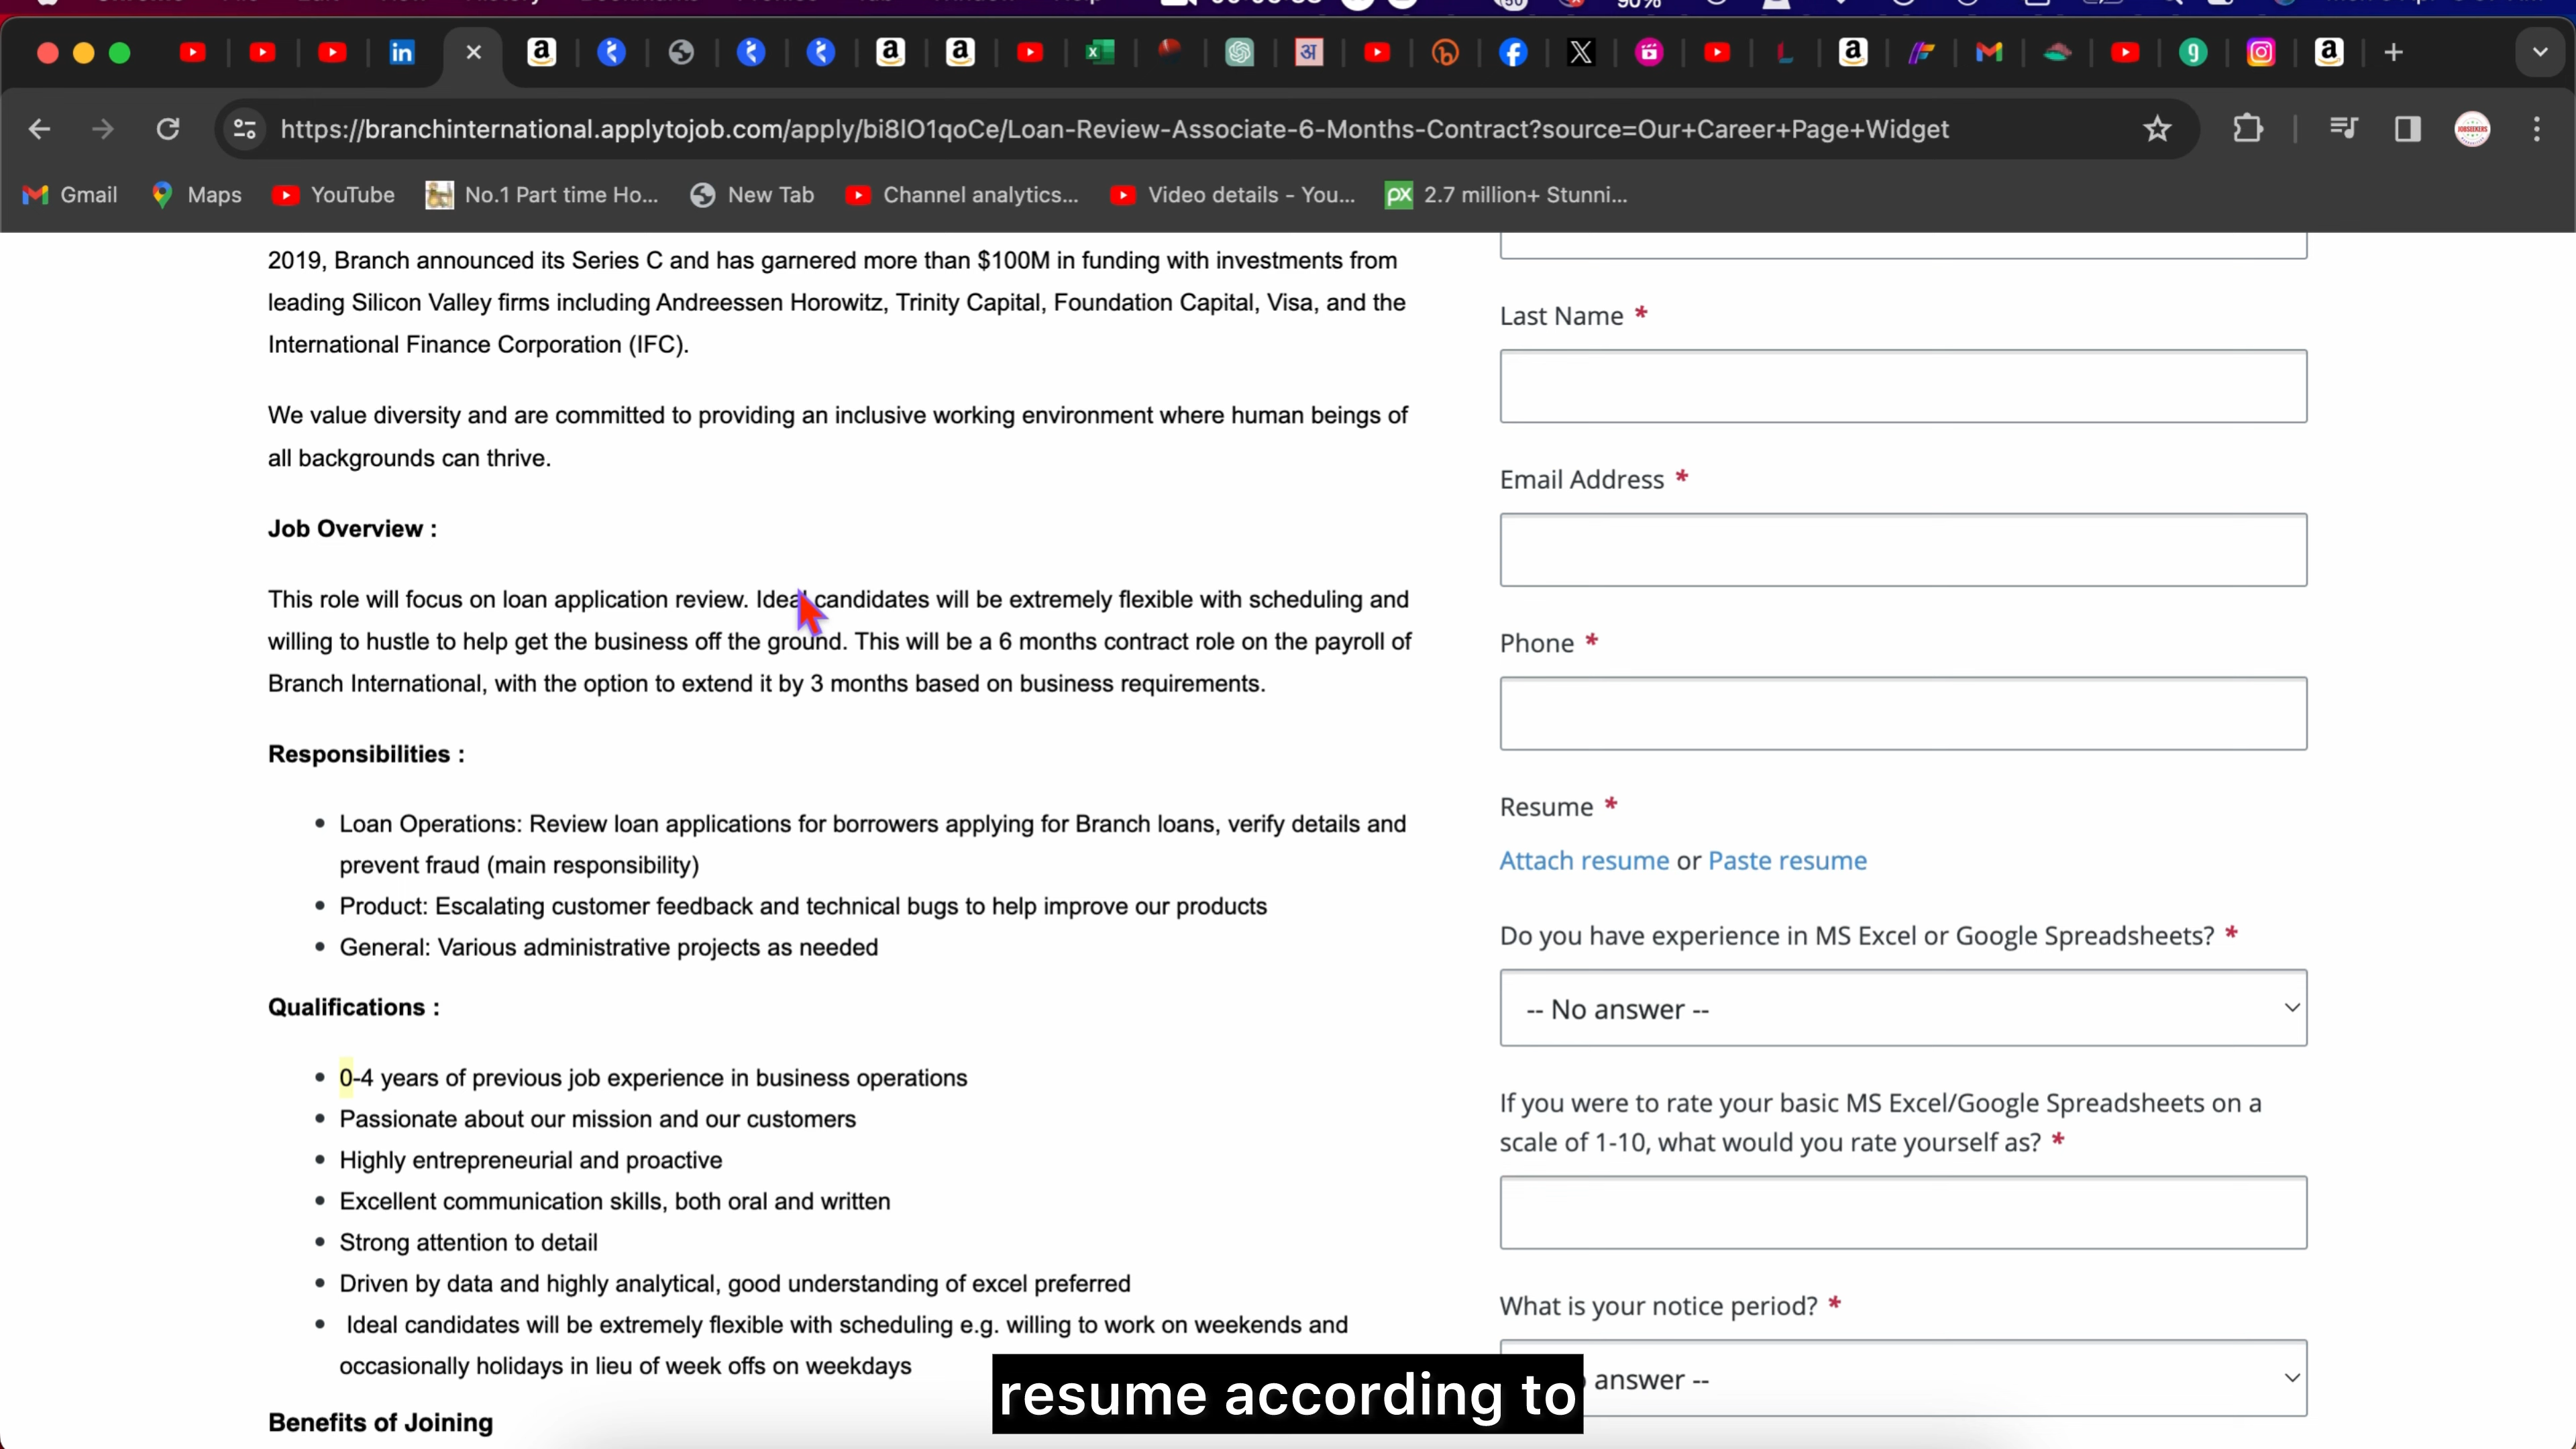 https://branchinternational.applytojob.com/apply/bi8lO1qoCe/Loan-Review-Associate-6-Months-Contract?source=Our+Career+Page+Widget
Gmail
Maps
YouTube
No.1 Part time Ho...
New Tab
Channel analytics...
Video details - You...
2.7 million+ Stunni...
2019, Branch announced its Series C and has garnered more than $100M in funding with investments from
leading Silicon Valley firms including Andreessen Horowitz, Trinity Capital, Foundation Capital, Visa, and the
International Finance Corporation (IFC).
We value diversity and are committed to providing an inclusive working environment where human beings of
all backgrounds can thrive.
Job Overview :
This role will focus on loan application review. Ideal candidates will be extremely flexible with scheduling and
willing to hustle to help get the business off the ground. This will be a 6 months contract role on the payroll of
Branch International, with the option to extend it by 3 months based on business requirements.
Responsibilities :
Loan Operations: Review loan applications for borrowers applying for Branch loans, verify details and
prevent fraud (main responsibility)
Product: Escalating customer feedback and technical bugs to help improve our products
General: Various administrative projects as needed
Qualifications :
0-4 years of previous job experience in business operations
Passionate about our mission and our customers
Highly entrepreneurial and proactive
Excellent communication skills, both oral and written
Strong attention to detail
Driven by data and highly analytical, good understanding of excel preferred
Ideal candidates will be extremely flexible with scheduling e.g. willing to work on weekends and
occasionally holidays in lieu of week offs on weekdays
Benefits of Joining
Last Name *
Email Address *
Phone *
Resume *
Attach resume or Paste resume
Do you have experience in MS Excel or Google Spreadsheets? *
-- No answer --
If you were to rate your basic MS Excel/Google Spreadsheets on a
scale of 1-10, what would you rate yourself as? *
What is your notice period? *
answer --
resume according to